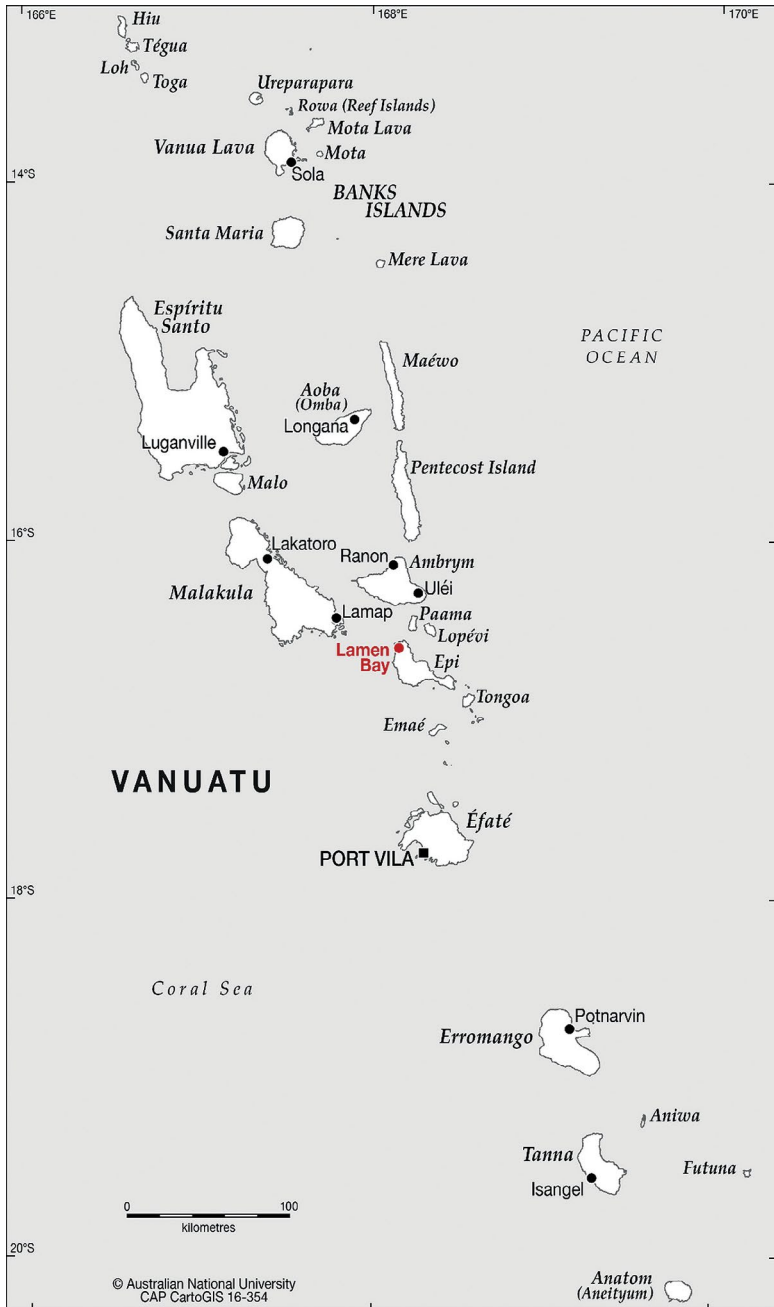 166°E
168°E
170°E
Hiu
Tégua
Loh
Toga
Ureparapara
Rowa (Reef Islands)
Mota Lava
Vanua Lava
Mota
Sola
14°S
BANKS
ISLANDS
Santa Maria
Mere Lava
Espíritu
Santo
PACIFIC
OCEAN
Maéwo
Aoba
(Omba)
Longana
Luganville
Pentecost Island
Malo
16°S
Lakatoro
Ranon
Ambrym
Malakula
Uléi
Lamap
Paama
Lopévi
Lamen
Bay
Epi
Tongoa
Emaé
VANUATU
Éfaté
PORT VILA
18°S
Coral Sea
Potnarvin
Erromango
Aniwa
Tanna
Futuna
Isangel
0
100
kilometres
20°S
© Australian National University
CAP CartoGIS 16-354
Anatom
(Aneityum)